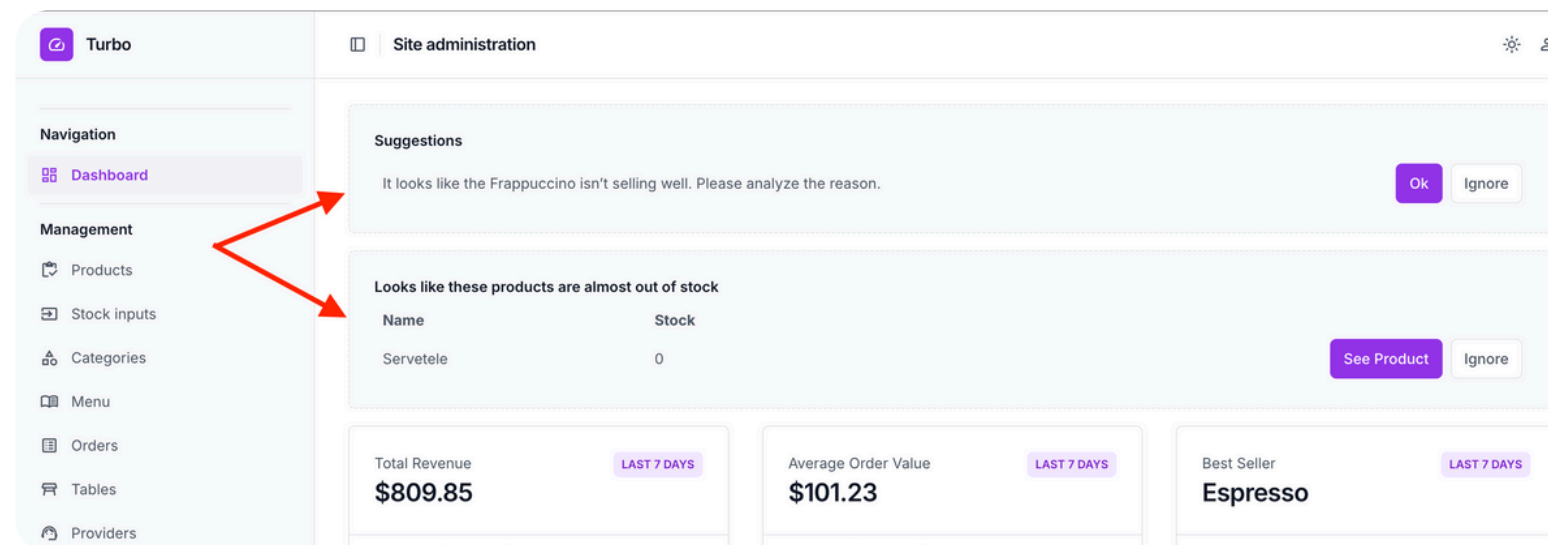 Turbo
Site administration
Navigation
Dashboard
Management
Products
Stock inputs
Categories
Menu
Orders
Tables
Providers
Suggestions
It looks like the Frappuccino isn't selling well. Please analyze the reason.
Ok
Ignore
Looks like these products are almost out of stock
Name Stock
Servetele 0
See Product
Ignore
Total Revenue
LAST 7 DAYS
$809.85
Average Order Value
LAST 7 DAYS
$101.23
Best Seller
LAST 7 DAYS
Espresso